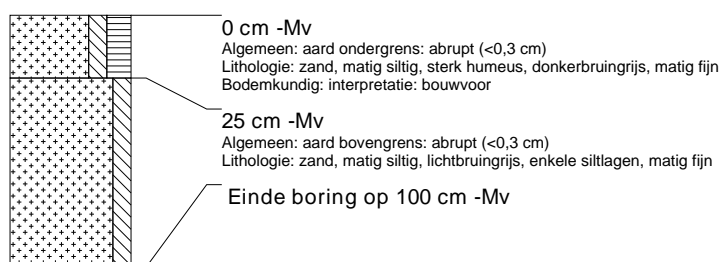 0 cm -Mv
Algemeen: aard ondergrens: abrupt (<0,3 cm)
Lithologie: zand, matig siltig, sterk humeus, donkerbruingrijs, matig fijn
Bodemkundig: interpretatie: bouwvoor
25 cm -Mv
Algemeen: aard bovengrens: abrupt (<0,3 cm)
Lithologie: zand, matig siltig, lichtbruingrijs, enkele siltlagen, matig fijn
Einde boring op 100 cm -Mv